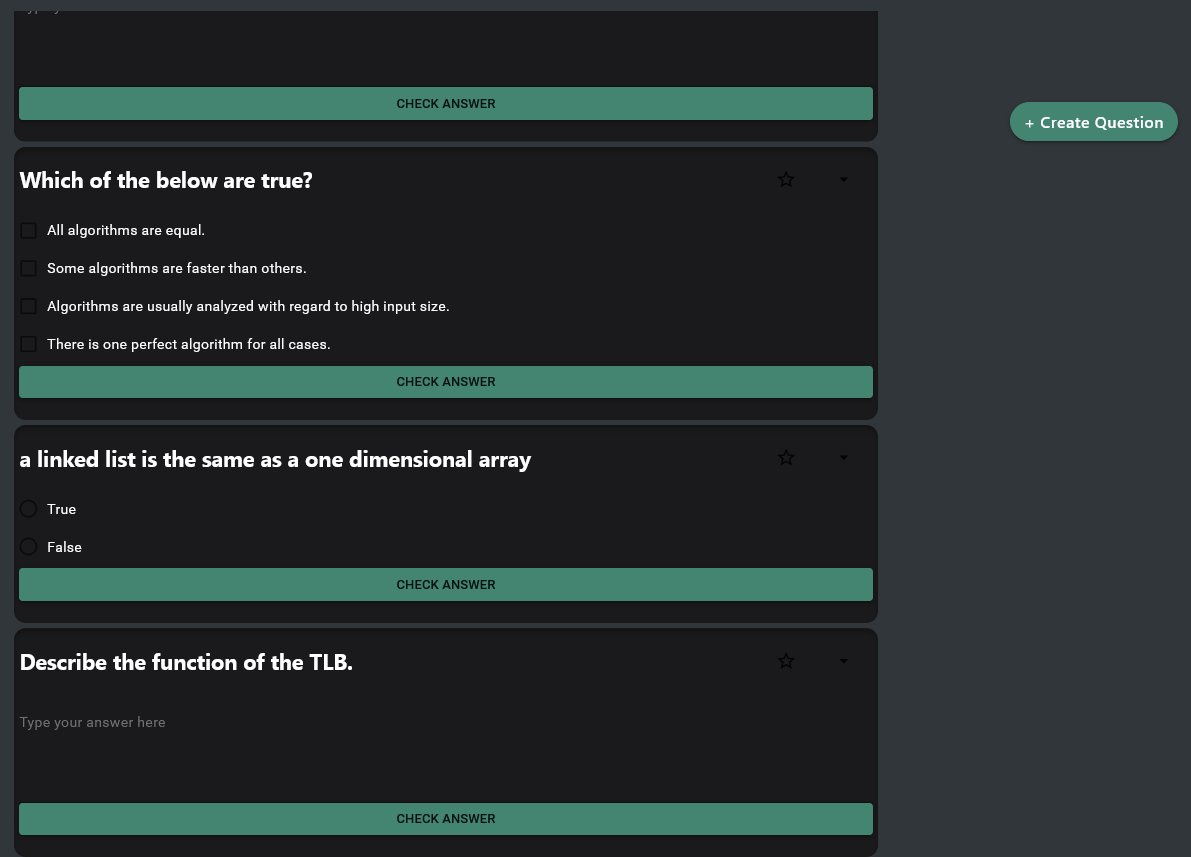 CHECK ANSWER
+ Create Question
Which of the below are true?
All algorithms are equal.
Some algorithms are faster than others.
Algorithms are usually analyzed with regard to high input size.
There is one perfect algorithm for all cases.
CHECK ANSWER
a linked list is the same as a one dimensional array
True
False
CHECK ANSWER
Describe the function of the TLB.
Type your answer here
CHECK ANSWER